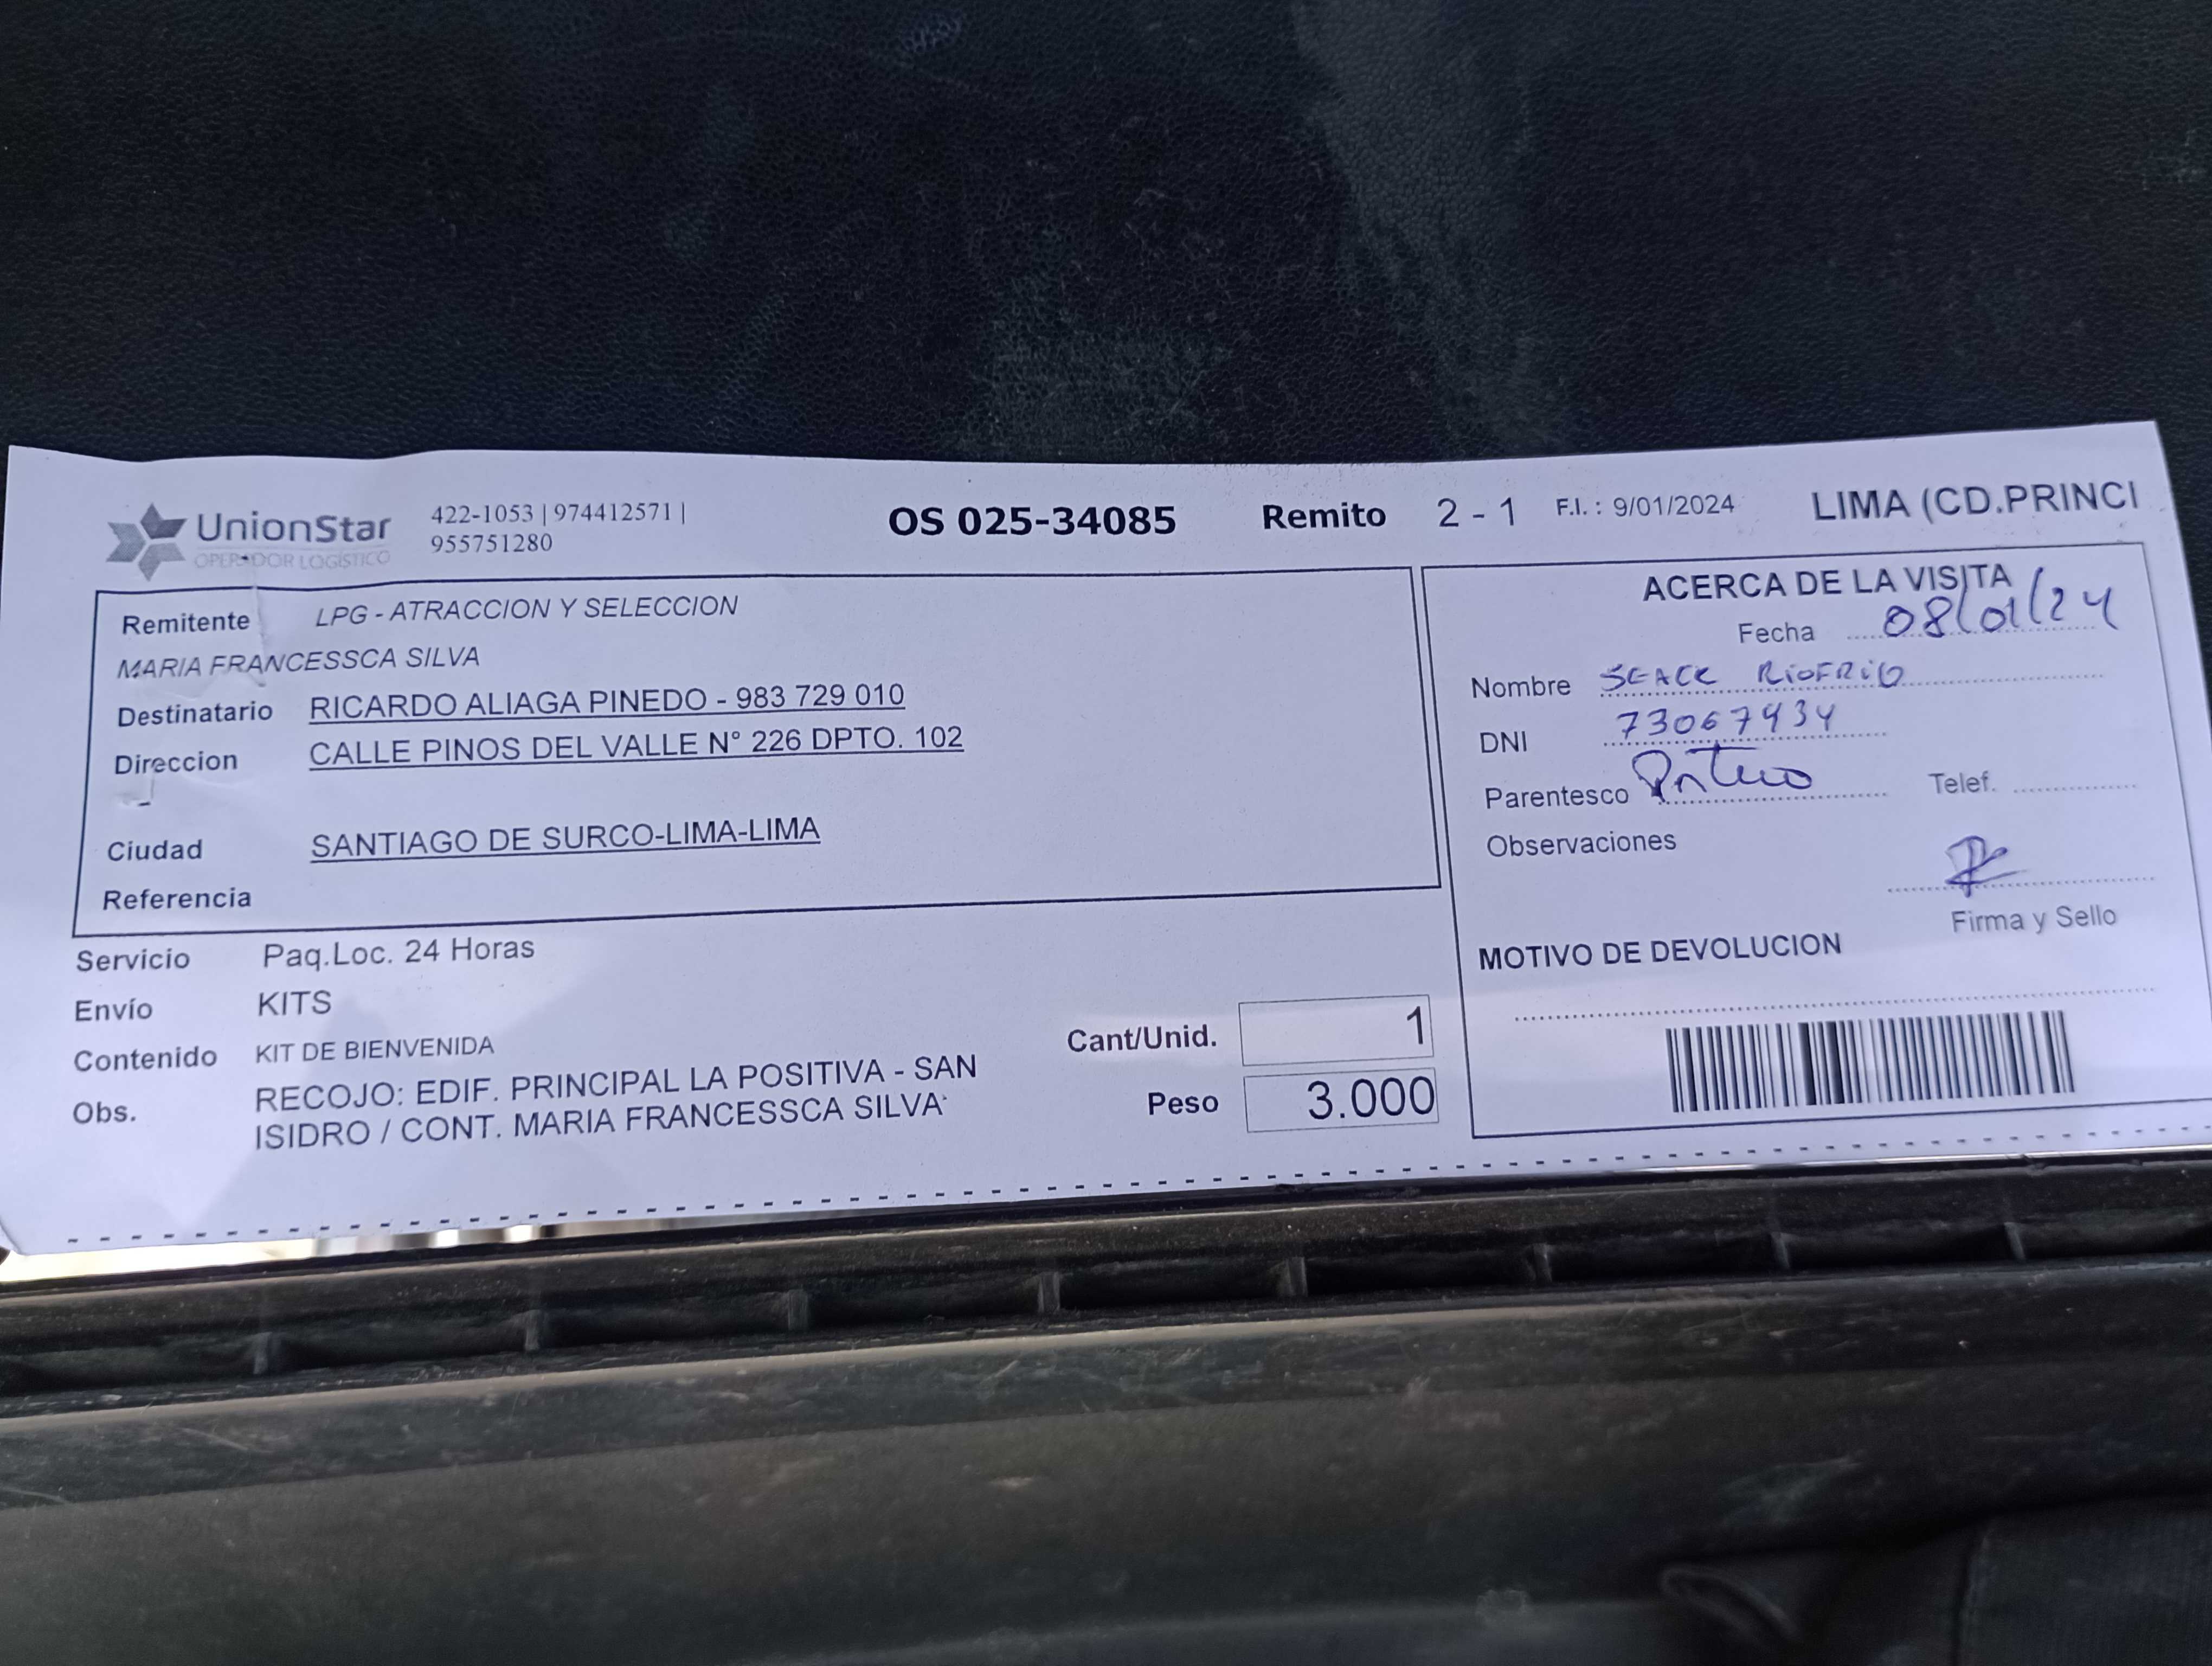 UnionStar
OPERADOR LOGÍSTICO
422-1053 | 974412571 |
955751280
OS 025-34085 Remito 2 - 1 F.I. : 9/01/2024 LIMA (CD.PRINCI
Remitente LPG - ATRACCION Y SELECCION
MARIA FRANCESSCA SILVA
Destinatario RICARDO ALIAGA PINEDO - 983 729 010
Direccion CALLE PINOS DEL VALLE N° 226 DPTO. 102
Ciudad SANTIAGO DE SURCO-LIMA-LIMA
Referencia
Servicio Paq.Loc. 24 Horas
Envío KITS
Contenido KIT DE BIENVENIDA
Obs. RECOJO: EDIF. PRINCIPAL LA POSITIVA - SAN
ISIDRO / CONT. MARIA FRANCESSCA SILVA
Cant/Unid. 1
Peso 3.000
ACERCA DE LA VISITA
Fecha 08/01/24
Nombre RIOFRIO
DNI 73067434
Parentesco
Telef.
Observaciones
Firma y Sello
MOTIVO DE DEVOLUCION